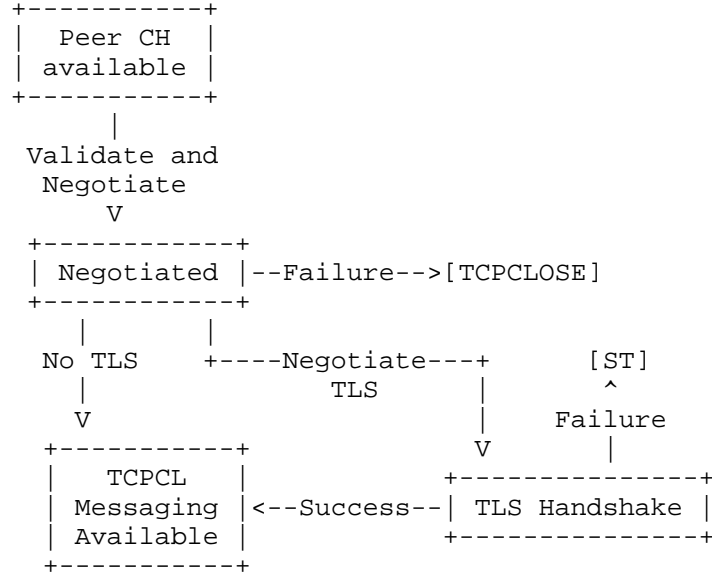 +-----------+
|  Peer CH  |
| available |
+-----------+
      |
 Validate and
  Negotiate
      V
 +------------+
 | Negotiated |--Failure-->[TCPCLOSE]
 +------------+
    |       |
 No TLS     +----Negotiate---+      [ST]
    |              TLS       |       ^
    V                        |    Failure
  +-----------+              V       |
  |   TCPCL   |            +---------------+
  | Messaging |<--Success--| TLS Handshake |
  | Available |            +---------------+
  +-----------+